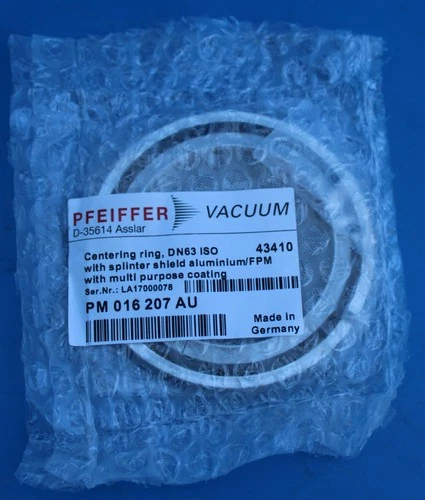 PFEIFFER VACUUM
D-35614 Asslar
Centering ring, DN63 ISO 43410
with splinter shield aluminium/FPM
with multi purpose coating
Ser.Nr.: LA17000078
PM 016 207 AU
Made in
Germany